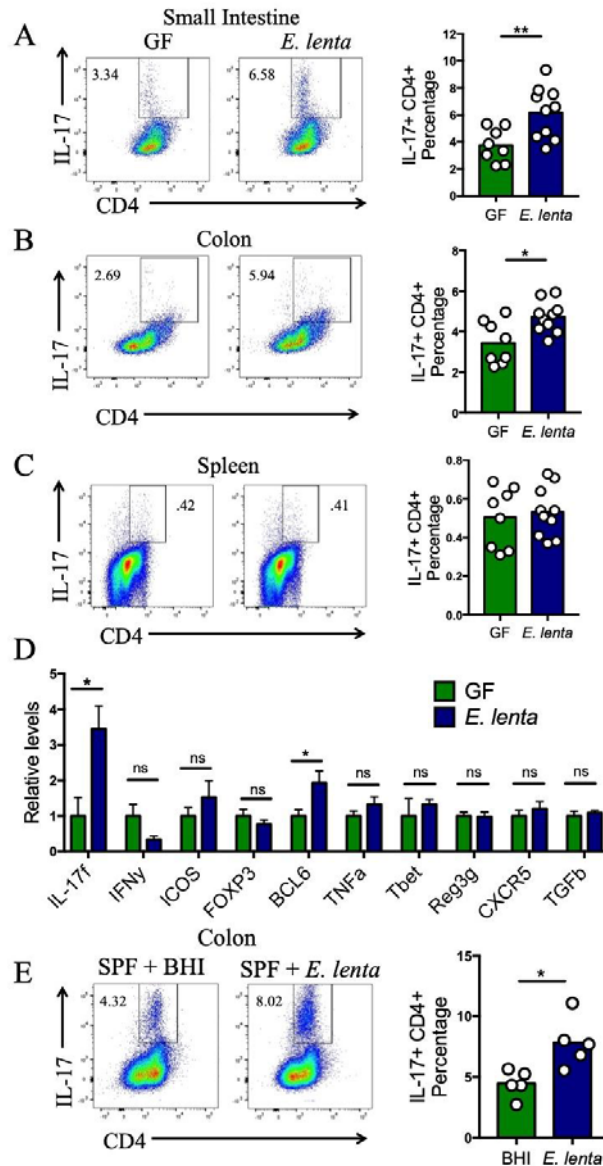 A
Small Intestine
GF
E. lenta
3.34
6.58
IL-17
CD4
IL-17+ CD4+
Percentage
12
10
8
6
4
2
0
**
GF
E. lenta
B
Colon
2.69
5.94
IL-17
CD4
IL-17+ CD4+
Percentage
8
6
4
2
0
*
GF
E. lenta
C
Spleen
.42
.41
IL-17
CD4
IL-17+ CD4+
Percentage
0.8
0.6
0.4
0.2
0.0
GF
E. lenta
D
Relative levels
5
4
3
2
1
0
*
ns
ns
ns
*
ns
ns
ns
ns
ns
GF
E. lenta
IL-17f
IFNy
ICOS
FOXP3
BCL6
TNFa
Tbet
Reg3g
CXCR5
TGFb
E
Colon
SPF + BHI
SPF + E. lenta
4.32
8.02
IL-17
CD4
IL-17+ CD4+
Percentage
15
10
5
0
*
BHI
E. lenta